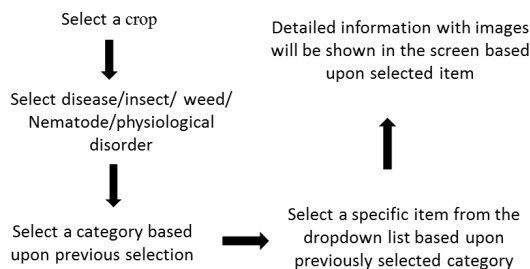 Select a crop
Select disease/insect/ weed/
Nematode/physiological
disorder
Select a category based
upon previous selection
Select a specific item from the
dropdown list based upon
previously selected category
Detailed information with images
will be shown in the screen based
upon selected item